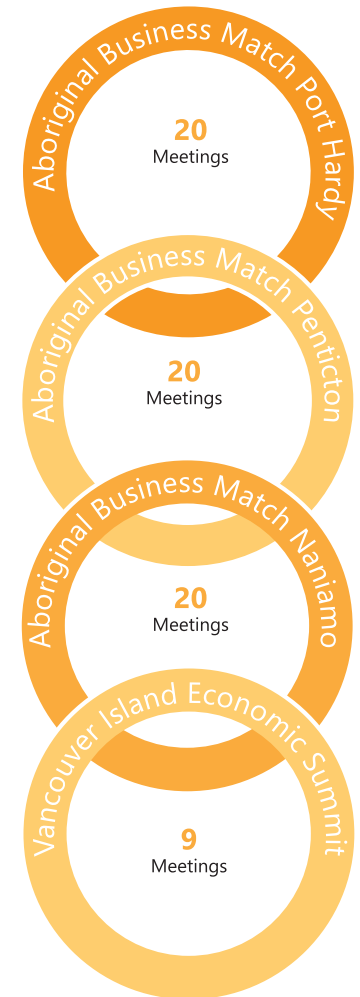 Aboriginal Business Match Port Hardy
20
Meetings
Aboriginal Business Match Penticton
20
Meetings
Aboriginal Business Match Naniamo
20
Meetings
Vancouver Island Economic Summit
9
Meetings